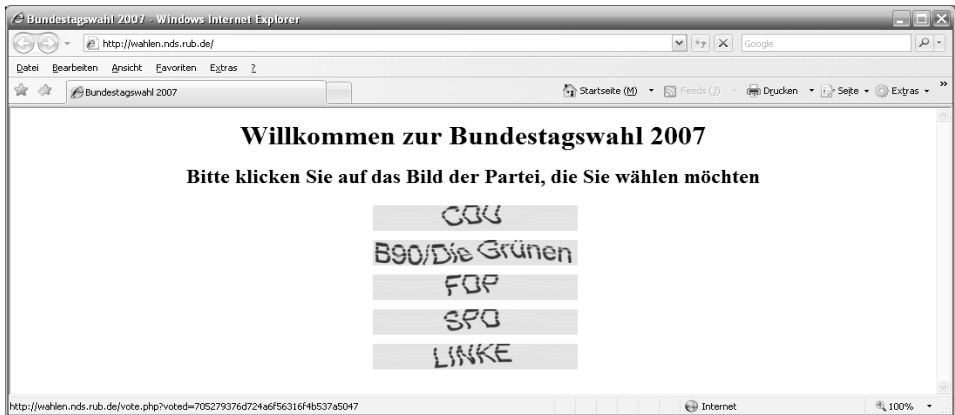 Bundestagswahl 2007 - Windows Internet Explorer
http://wahlen.nds.rub.de/
Google
Datei Bearbeiten Ansicht Favoriten Extras ?
Bundestagswahl 2007 Startseite (M) Feeds (J) Drucken Seite Extras
Willkommen zur Bundestagswahl 2007
Bitte klicken Sie auf das Bild der Partei, die Sie wählen möchten
CDU
B90/Die Grünen
FDP
SPD
LINKE
http://wahlen.nds.rub.de/vote.php?voted=705279376d724a6f56316f4b537a5047 Internet 100%